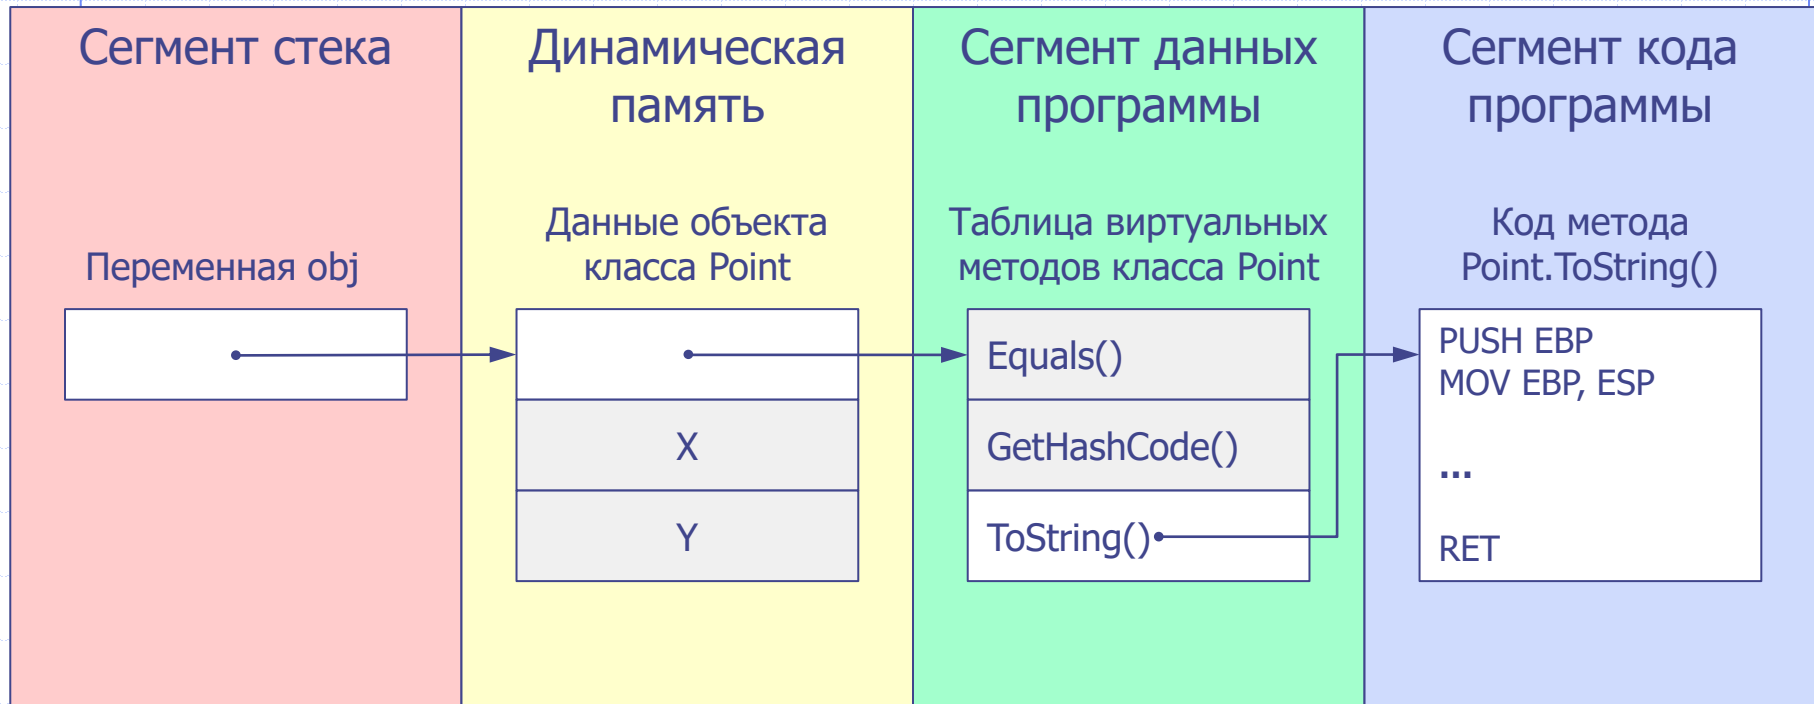 Сегмент стека
Динамическая
память
Сегмент данных
программы
Сегмент кода
программы
Переменная obj
Данные объекта
класса Point
Таблица виртуальных
методов класса Point
Код метода
Point.ToString()
X
Y
Equals()
GetHashCode()
ToString()
PUSH EBP
MOV EBP, ESP
...
RET